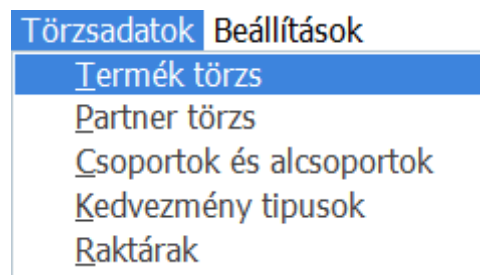 Törzsadatok Beállítások
Termék törzs
Partner törzs
Csoportok és alcsoportok
Kedvezmény tipusok
Raktárak